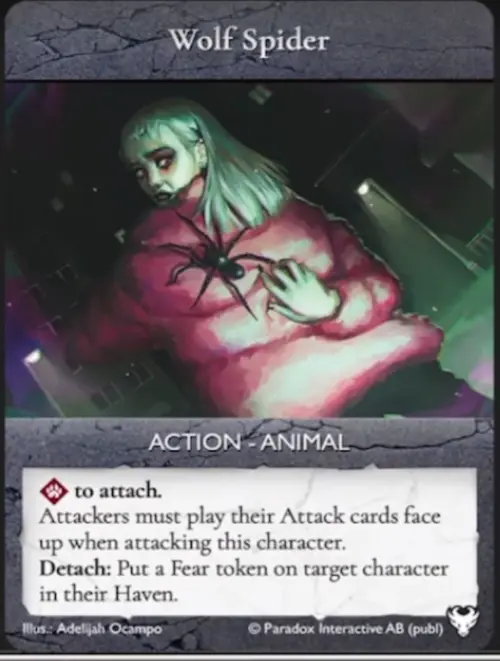 Wolf Spider
ACTION - ANIMAL
to attach.
Attackers must play their Attack cards face
up when attacking this character.
Detach: Put a Fear token on target character
in their Haven.
Illus.: Adelijah Ocampo
© Paradox Interactive AB (publ)